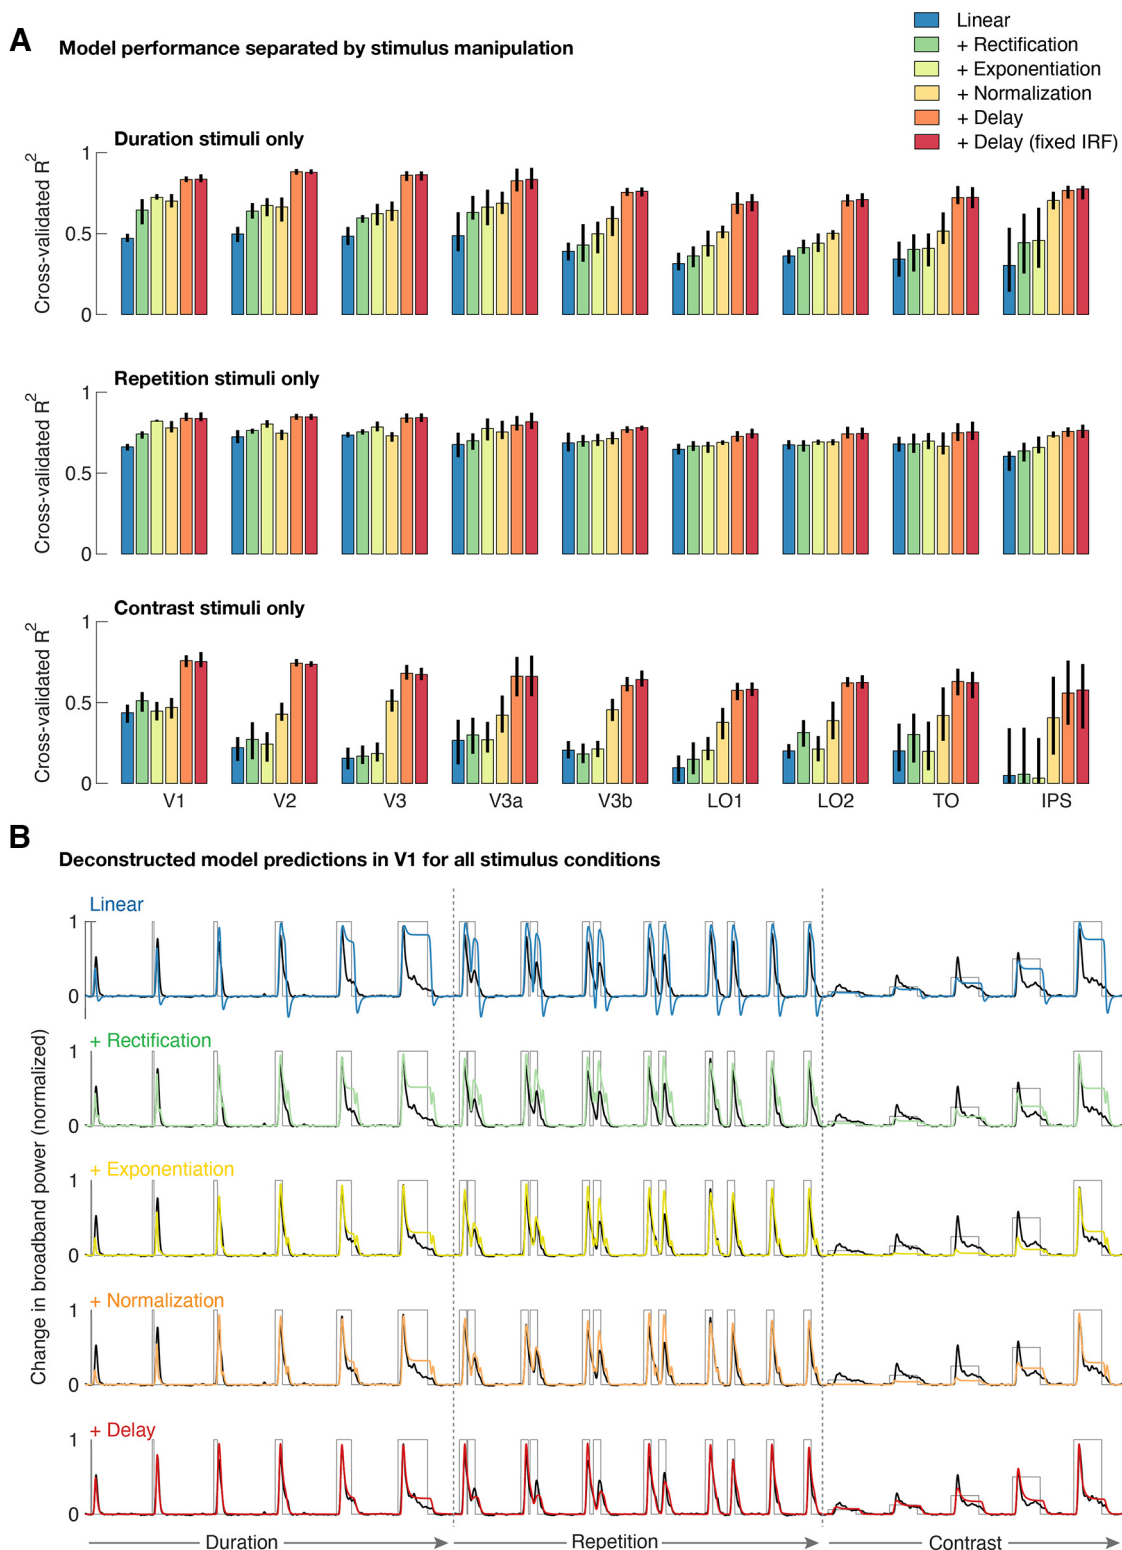 A
Model performance separated by stimulus manipulation
Linear
+ Rectification
+ Exponentiation
+ Normalization
+ Delay
+ Delay (fixed IRF)
Duration stimuli only
Cross-validated R²
1
0.5
0
Repetition stimuli only
Cross-validated R²
1
0.5
0
Contrast stimuli only
Cross-validated R²
1
0.5
0
V1 V2 V3 V3a V3b LO1 LO2 TO IPS
B
Deconstructed model predictions in V1 for all stimulus conditions
Change in broadband power (normalized)
Linear
1
0
+ Rectification
1
0
+ Exponentiation
1
0
+ Normalization
1
0
+ Delay
1
0
Duration Repetition Contrast